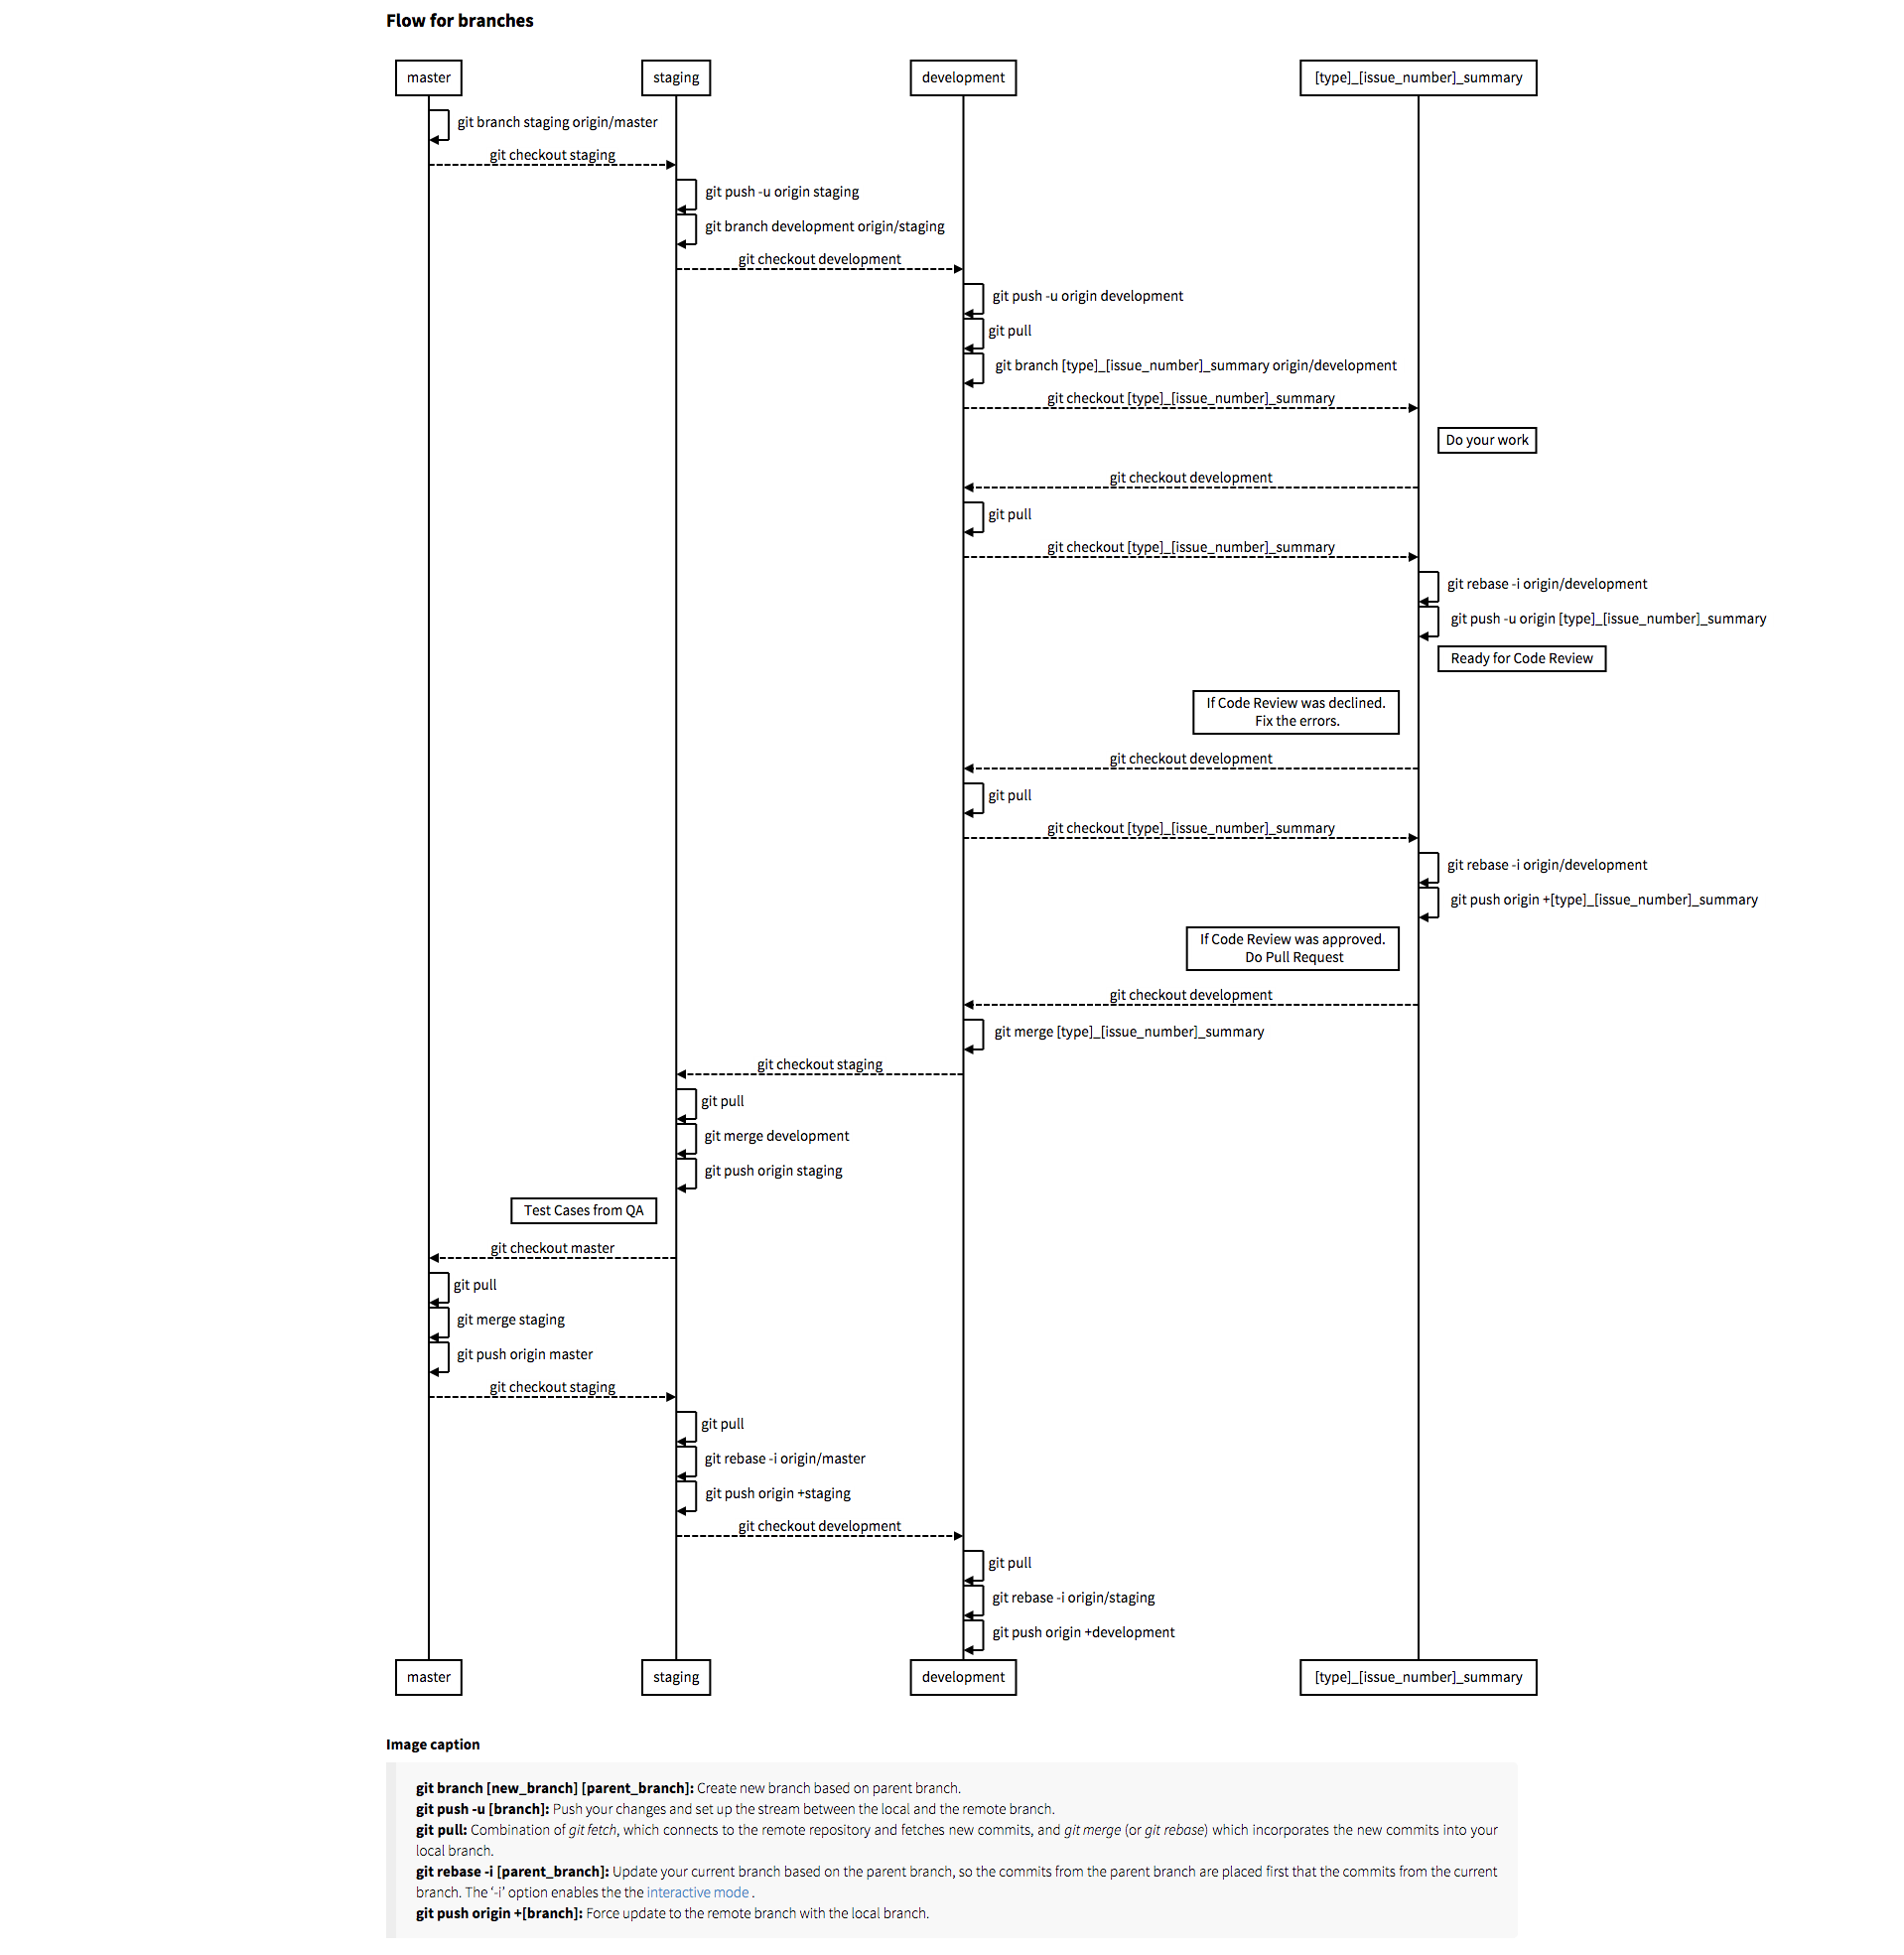 Flow for branches
master
staging
development
[type]_[issue_number]_summary
git branch staging origin/master
git checkout staging
git push -u origin staging
git branch development origin/staging
git checkout development
git push -u origin development
git pull
git branch [type]_[issue_number]_summary origin/development
git checkout [type]_[issue_number]_summary
Do your work
git checkout development
git pull
git checkout [type]_[issue_number]_summary
git rebase -i origin/development
git push -u origin [type]_[issue_number]_summary
Ready for Code Review
If Code Review was declined.
Fix the errors.
git checkout development
git pull
git checkout [type]_[issue_number]_summary
git rebase -i origin/development
git push origin +[type]_[issue_number]_summary
If Code Review was approved.
Do Pull Request
git checkout development
git merge [type]_[issue_number]_summary
git checkout staging
git pull
git merge development
git push origin staging
Test Cases from QA
git checkout master
git pull
git merge staging
git push origin master
git checkout staging
git pull
git rebase -i origin/master
git push origin +staging
git checkout development
git pull
git rebase -i origin/staging
git push origin +development
master
staging
development
[type]_[issue_number]_summary
Image caption
git branch [new_branch] [parent_branch]: Create new branch based on parent branch.
git push -u [branch]: Push your changes and set up the stream between the local and the remote branch.
git pull: Combination of git fetch, which connects to the remote repository and fetches new commits, and git merge (or git rebase) which incorporates the new commits into your
local branch.
git rebase -i [parent_branch]: Update your current branch based on the parent branch, so the commits from the parent branch are placed first that the commits from the current
branch. The ‘-i’ option enables the the interactive mode .
git push origin +[branch]: Force update to the remote branch with the local branch.